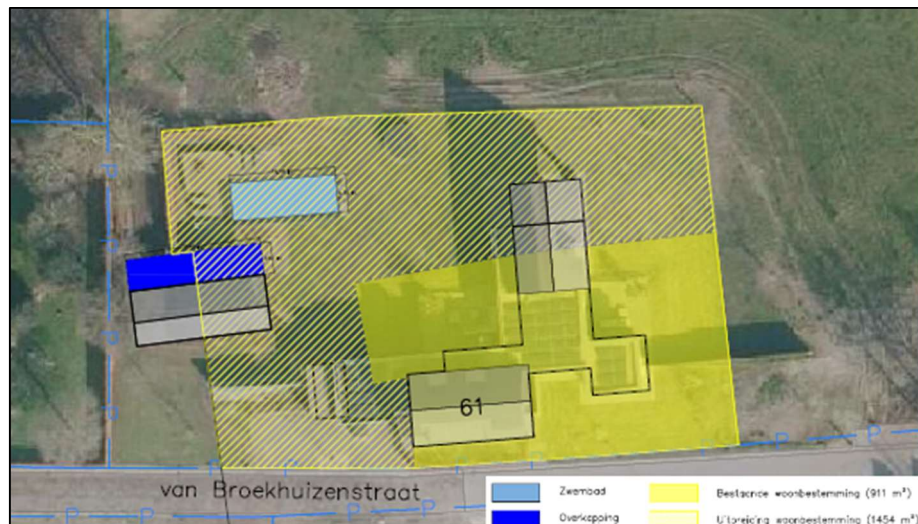 61
van Broekhuizenstraat
P
P
P
P
P
P
P
Zwembad
Bestaande woonbestemming (911 m²)
Overkapping
Uitbreiding woonbestemming (1454 m²)